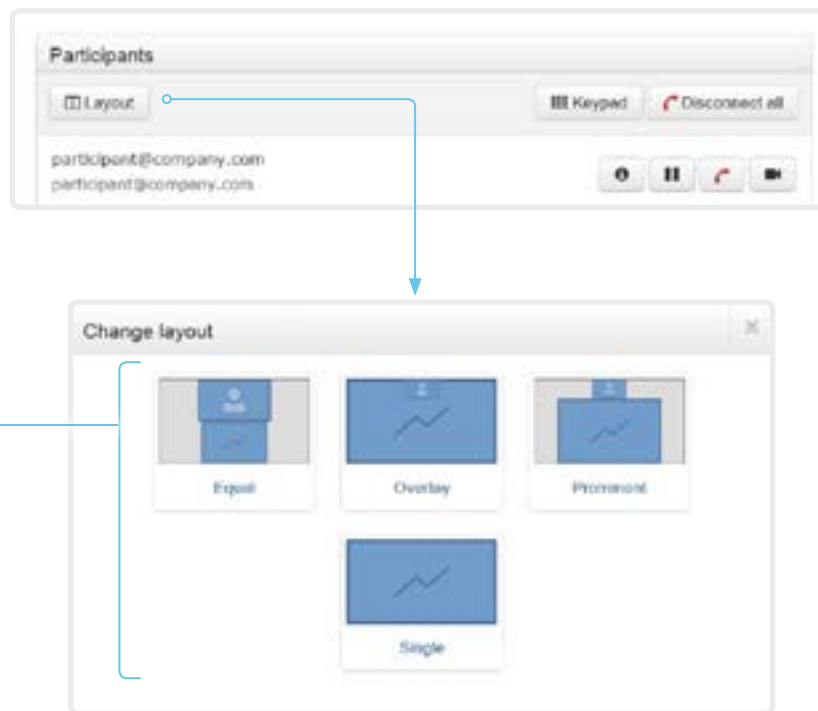 Participants
Layout
Keypad
Disconnect all
participant@company.com
participant@company.com
Change layout
Equal
Overlay
Prominent
Single